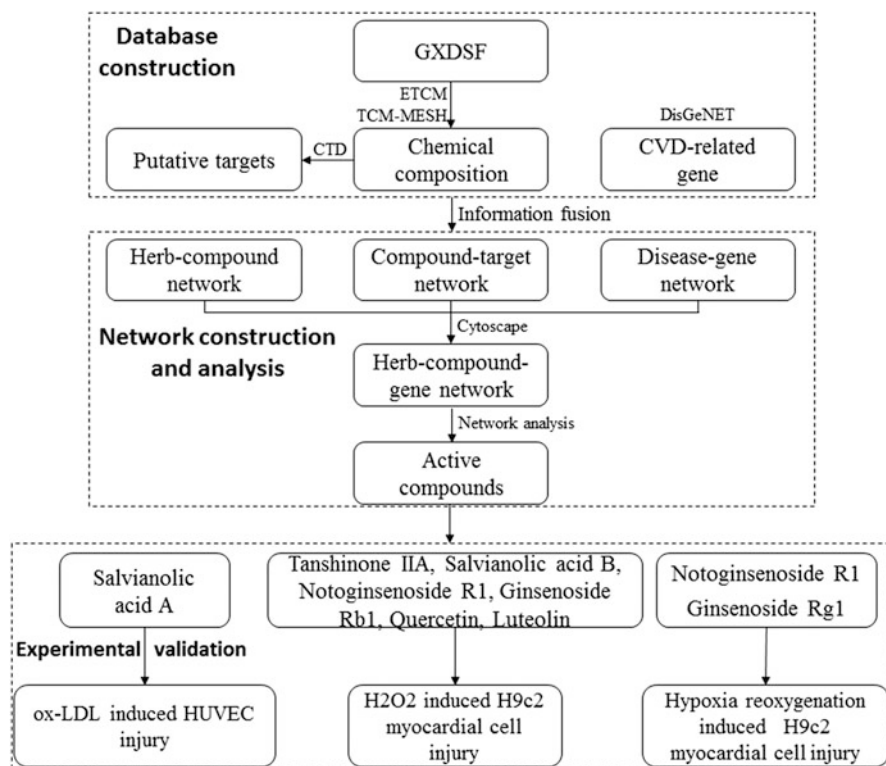 Database
construction
GXDSF
ETCM
TCM-MESH
DisGeNET
Putative targets
CTD
Chemical
composition
CVD-related
gene
Information fusion
Herb-compound
network
Compound-target
network
Disease-gene
network
Network construction
and analysis
Cytoscape
Herb-compound-
gene network
Network analysis
Active
compounds
Salvianolic
acid A
Tanshinone IIA, Salvianolic acid B,
Notoginsenoside R1, Ginsenoside
Rb1, Quercetin, Luteolin
Notoginsenoside R1
Ginsenoside Rg1
Experimental validation
ox-LDL induced HUVEC
injury
H2O2 induced H9c2
myocardial cell
injury
Hypoxia reoxygenation
induced H9c2
myocardial cell injury